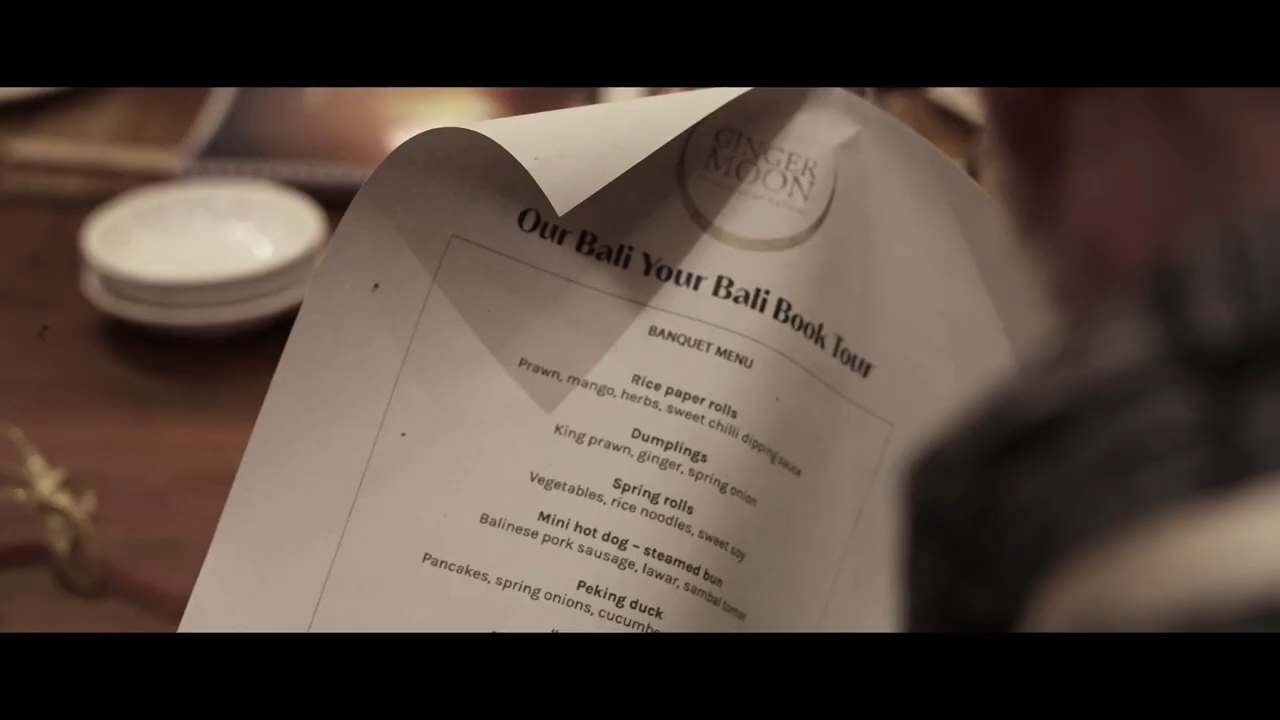 GINGER
MOON
Our Bali Your Bali Book Tour
BANQUET MENU
Rice paper rolls
Prawn, mango, herbs, sweet chilli dipping sauce
Dumplings
King prawn, ginger, spring onion
Spring rolls
Vegetables, rice noodles, sweet soy
Mini hot dog – steamed bun
Balinese pork sausage, lawar, sambal
Peking duck
Pancakes, spring onions,